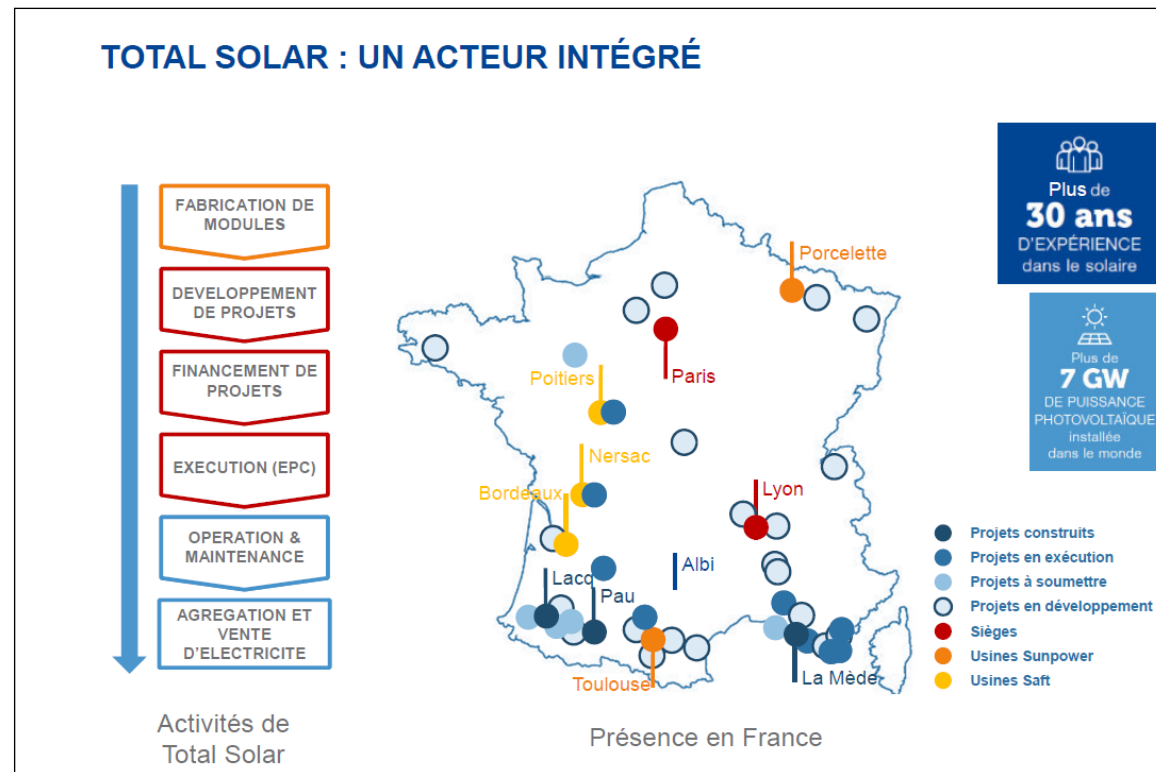 TOTAL SOLAR : UN ACTEUR INTÉGRÉ
FABRICATION DE
MODULES
DEVELOPPEMENT
DE PROJETS
FINANCEMENT DE
PROJETS
EXECUTION (EPC)
OPERATION &
MAINTENANCE
AGREGATION ET
VENTE
D'ELECTRICITE
Activités de
Total Solar
Porcelette
Paris
Poitiers
Nersac
Bordeaux
Lyon
Albi
Lacq
Pau
Toulouse
La Mède
Présence en France
Plus de
30 ans
D'EXPÉRIENCE
dans le solaire
Plus de
7 GW
DE PUISSANCE
PHOTOVOLTAÏQUE
installée
dans le monde
Projets construits
Projets en exécution
Projets à soumettre
Projets en développement
Sièges
Usines Sunpower
Usines Saft